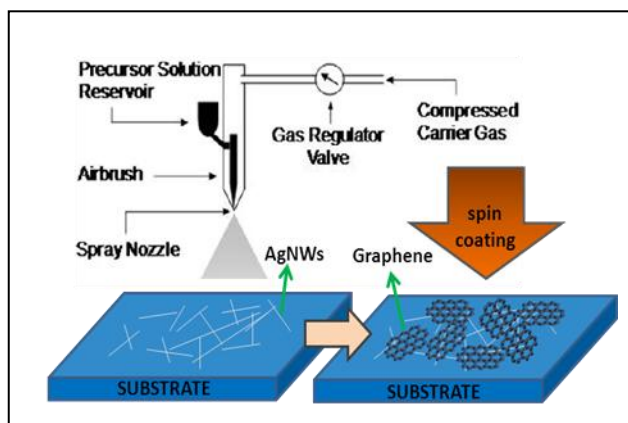 Precursor Solution
Reservoir
Compressed
Carrier Gas
Gas Regulator
Valve
Airbrush
Spray Nozzle
spin
coating
AgNWs
Graphene
SUBSTRATE
SUBSTRATE